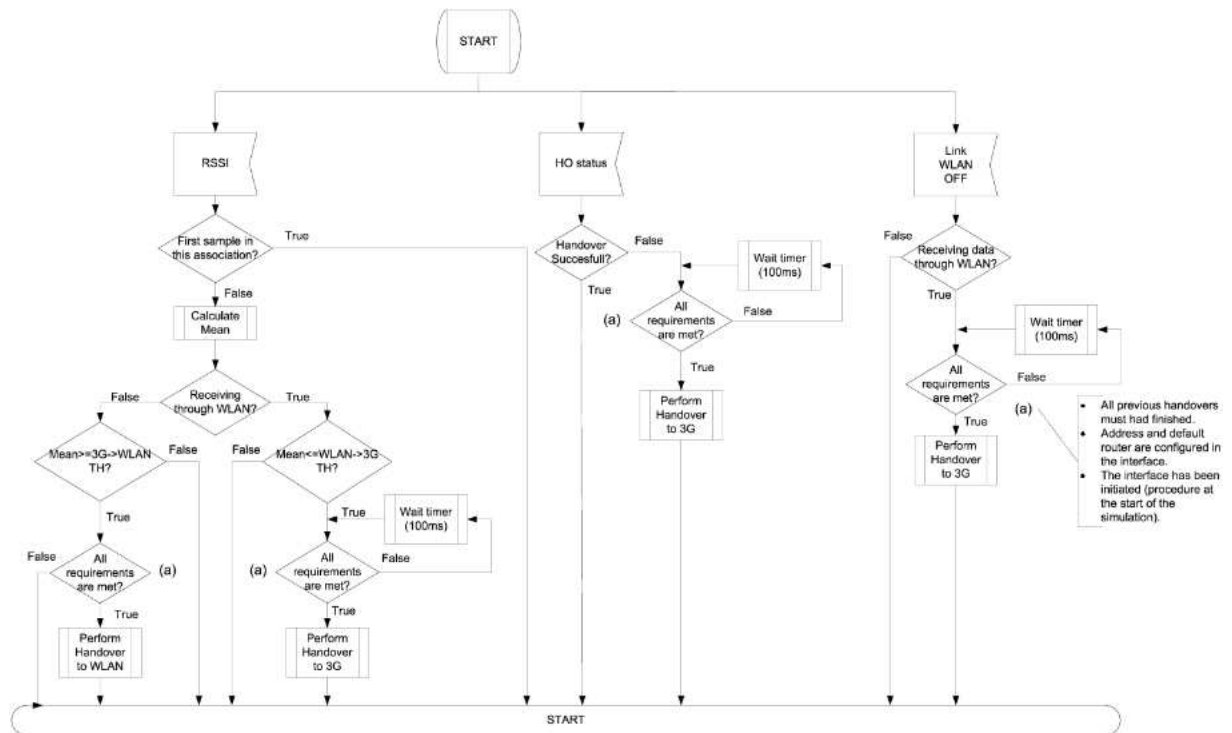 START
RSSI
HO status
Link
WLAN
OFF
First sample in
this association?
True
False
Calculate
Mean
Receiving
through WLAN?
False
True
Mean>=3G->WLAN
TH?
False
True
All
requirements
are met?
(a)
False
True
Perform
Handover
to WLAN
Mean<=WLAN->3G
TH?
False
True
Wait timer
(100ms)
All
requirements
are met?
(a)
False
True
Perform
Handover
to 3G
Handover
Succesfull?
False
True
Wait timer
(100ms)
All
requirements
are met?
(a)
False
True
Perform
Handover
to 3G
Receiving data
through WLAN?
False
True
Wait timer
(100ms)
All
requirements
are met?
False
(a)
True
Perform
Handover
to 3G
• All previous handovers
must had finished.
• Address and default
router are configured in
the interface.
• The interface has been
initiated (procedure at
the start of the
simulation).
START